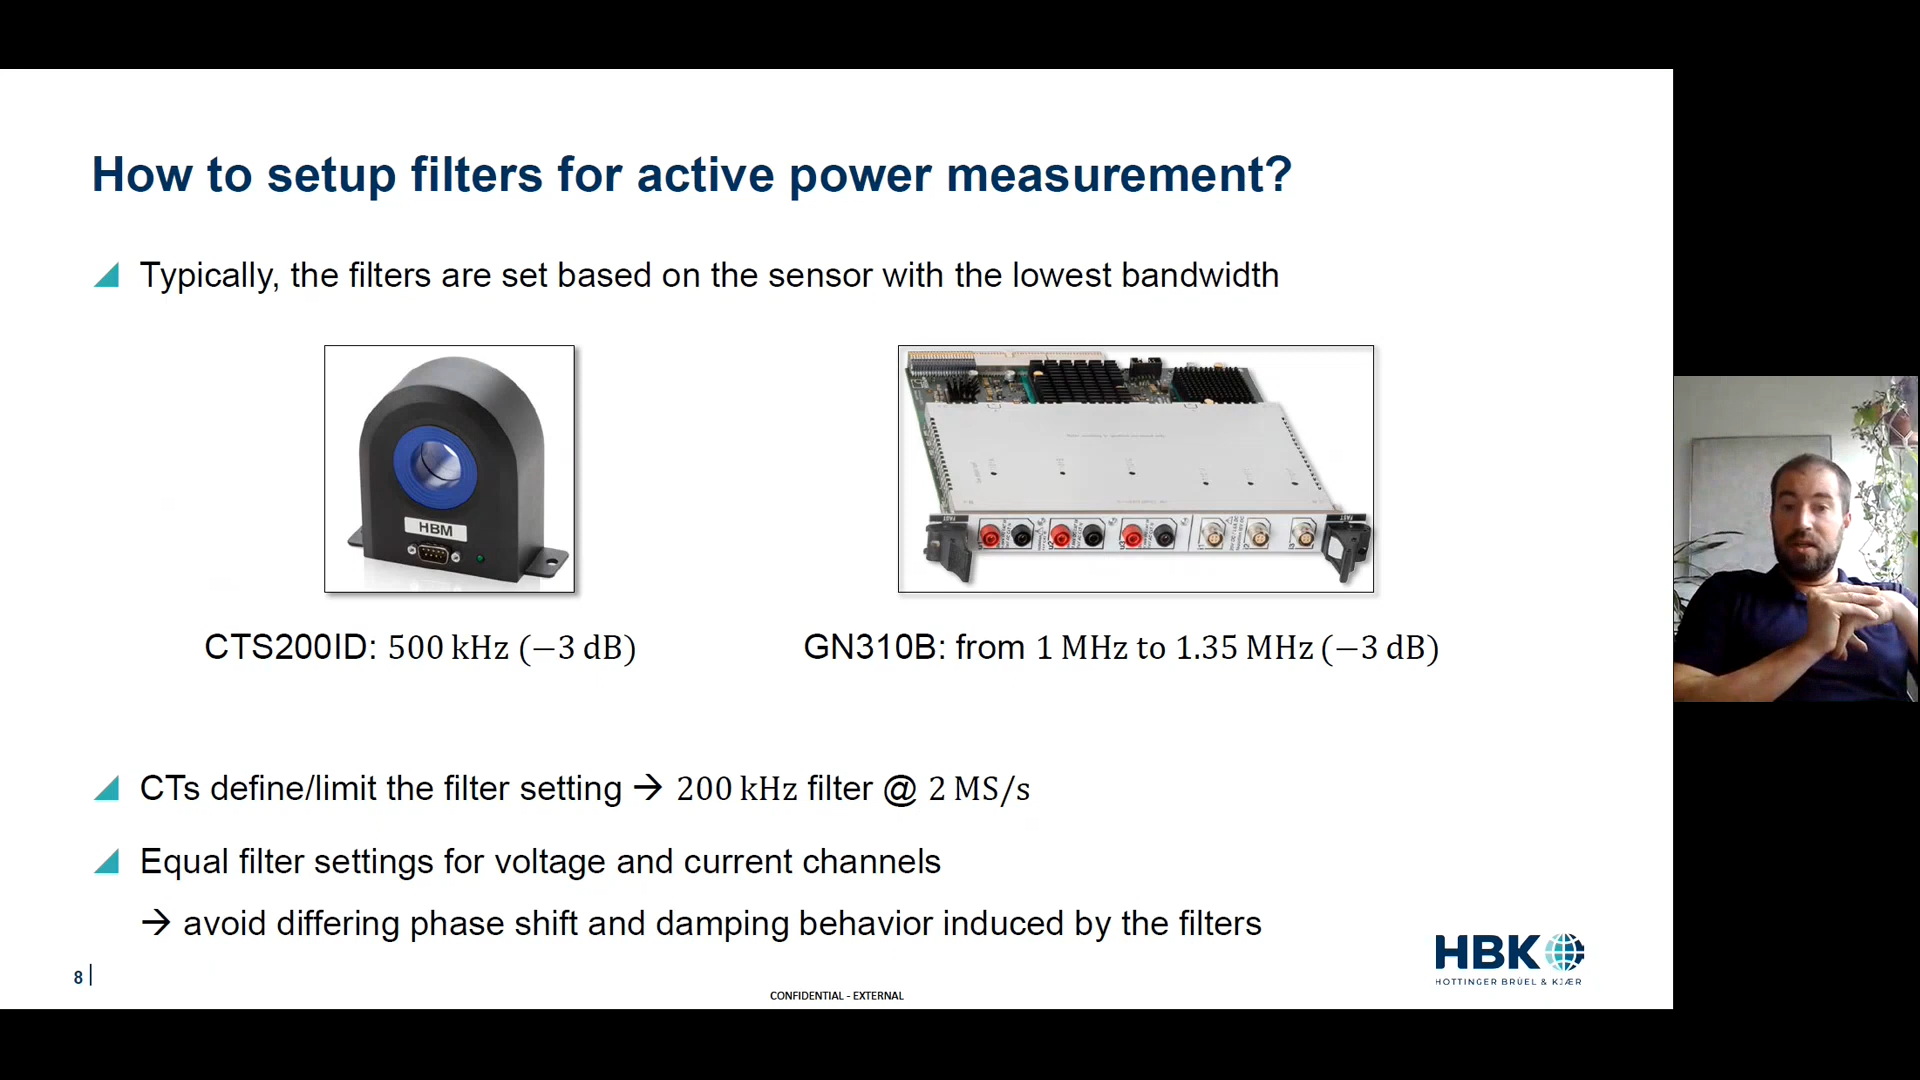 How to setup filters for active power measurement?
Typically, the filters are set based on the sensor with the lowest bandwidth
HBM
CTS200ID: 500 kHz (−3 dB)
GN310B: from 1 MHz to 1.35 MHz (−3 dB)
CTs define/limit the filter setting → 200 kHz filter @ 2 MS/s
Equal filter settings for voltage and current channels
→ avoid differing phase shift and damping behavior induced by the filters
HBK
HOTTINGER BRÜEL & KJÆR
8
CONFIDENTIAL - EXTERNAL